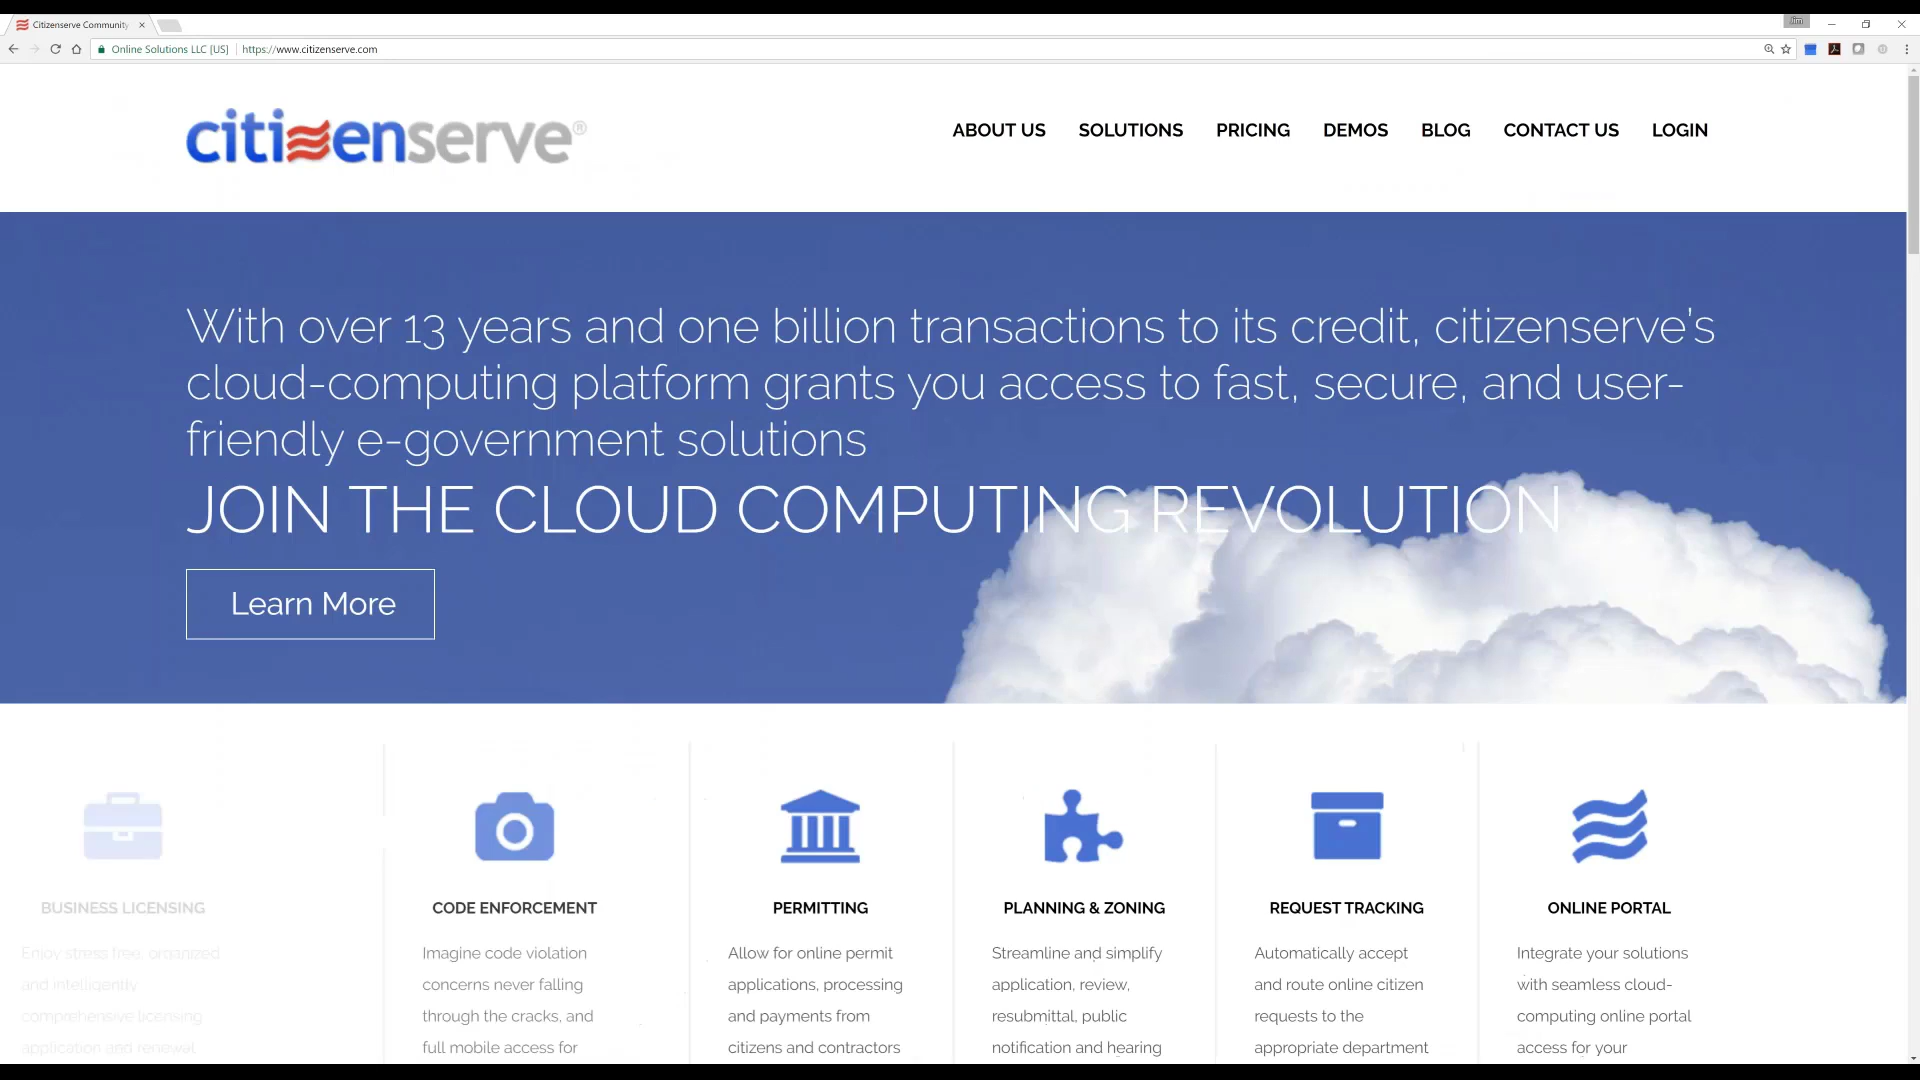 Citizenserve Community
Jim
Online Solutions LLC [US] https://www.citizenserve.com
citizenserve®
ABOUT US SOLUTIONS PRICING DEMOS BLOG CONTACT US LOGIN
With over 13 years and one billion transactions to its credit, citizenserve's
cloud-computing platform grants you access to fast, secure, and user-
friendly e-government solutions
JOIN THE CLOUD COMPUTING REVOLUTION
Learn More
BUSINESS LICENSING
Enjoy stress free, organized
and intelligently
comprehensive licensing
application and renewal
CODE ENFORCEMENT
Imagine code violation
concerns never falling
through the cracks, and
full mobile access for
PERMITTING
Allow for online permit
applications, processing
and payments from
citizens and contractors
PLANNING & ZONING
Streamline and simplify
application, review,
resubmittal, public
notification and hearing
REQUEST TRACKING
Automatically accept
and route online citizen
requests to the
appropriate department
ONLINE PORTAL
Integrate your solutions
with seamless cloud-
computing online portal
access for your